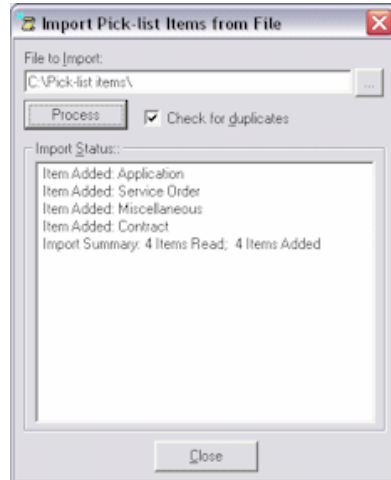 Import Pick-list Items from File
File to Import:
C:\Pick-list items\
...
Process
Check for duplicates
Import Status::
Item Added: Application
Item Added: Service Order
Item Added: Miscellaneous
Item Added: Contract
Import Summary: 4 Items Read;  4 Items Added
Close